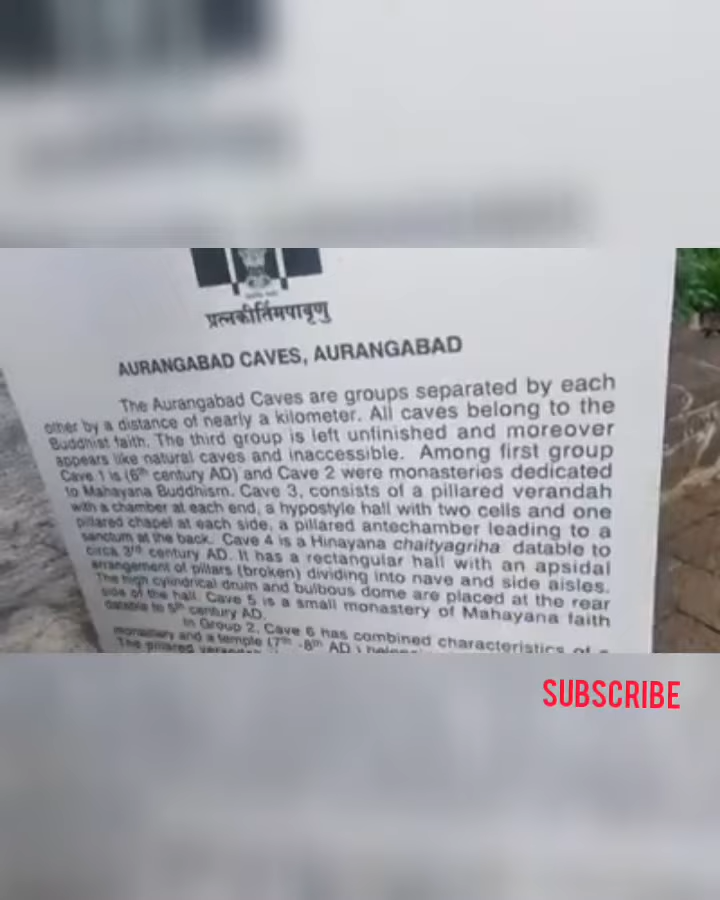 प्रत्नकीर्तिमपावृणु
AURANGABAD CAVES, AURANGABAD
The Aurangabad Caves are groups separated by each
other by a distance of nearly a kilometer. All caves belong to the
Buddhist faith. The third group is left unfinished and moreover
appears like natural caves and inaccessible. Among first group
Cave 1 is (6th century AD) and Cave 2 were monasteries dedicated
to Mahayana Buddhism. Cave 3, consists of a pillared verandah
with a chamber at each end, a hypostyle hall with two cells and one
pillared chapel at each side, a pillared antechamber leading to a
sanctum at the back. Cave 4 is a Hinayana chaityagriha datable to
circa 3rd century AD. It has a rectangular hall with an apsidal
arrangement of pillars (broken) dividing into nave and side aisles.
The high cylindrical drum and bulbous dome are placed at the rear
side of the hall. Cave 5 is a small monastery of Mahayana faith
datable to 5th century AD.
In Group 2, Cave 6 has combined characteristics of a
monastery and a temple (7th -8th AD.)
The pillared
SUBSCRIBE